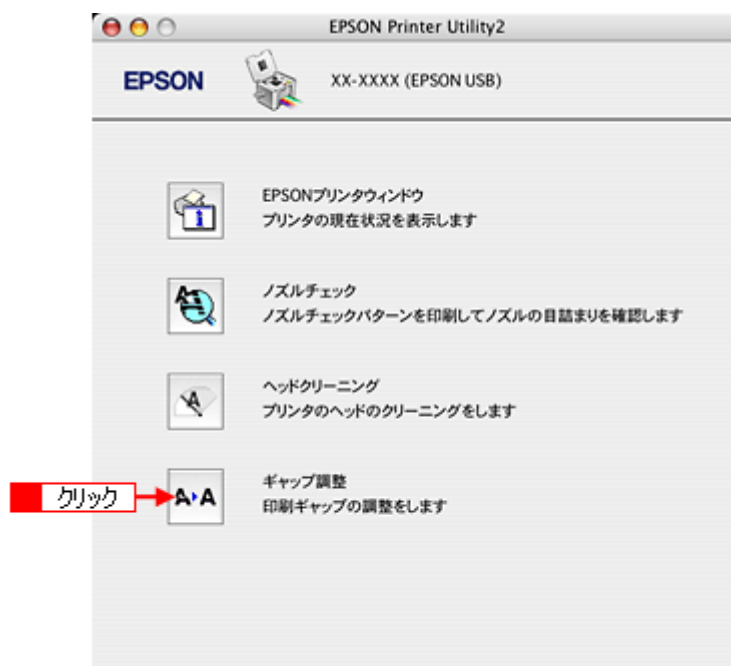 EPSON Printer Utility2
EPSON
XX-XXXX (EPSON USB)
EPSONプリンタウィンドウ
プリンタの現在状況を表示します
ノズルチェック
ノズルチェックパターンを印刷してノズルの目詰まりを確認します
ヘッドクリーニング
プリンタのヘッドのクリーニングをします
クリック
A A
ギャップ調整
印刷ギャップの調整をします